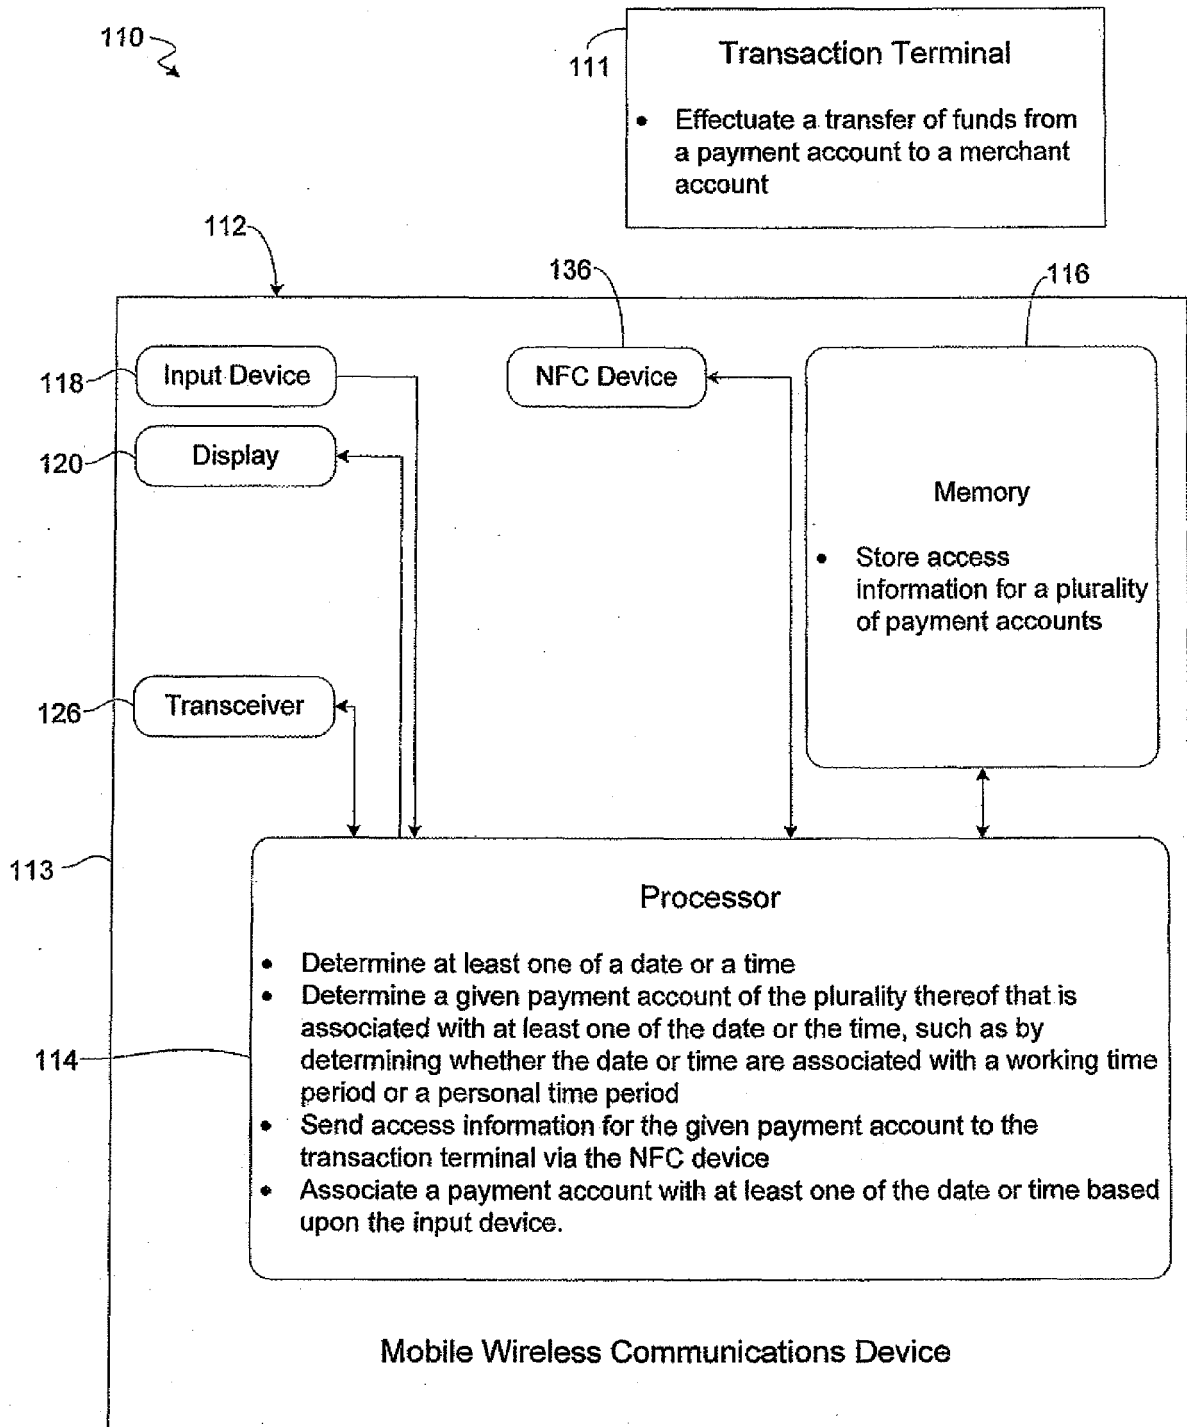 110
111
Transaction Terminal
• Effectuate a transfer of funds from
a payment account to a merchant
account
112
136
116
118
Input Device
NFC Device
120
Display
Memory
• Store access
information for a plurality
of payment accounts
126
Transceiver
113
Processor
• Determine at least one of a date or a time
• Determine a given payment account of the plurality thereof that is
associated with at least one of the date or the time, such as by
determining whether the date or time are associated with a working time
period or a personal time period
114
• Send access information for the given payment account to the
transaction terminal via the NFC device
• Associate a payment account with at least one of the date or time based
upon the input device.
Mobile Wireless Communications Device